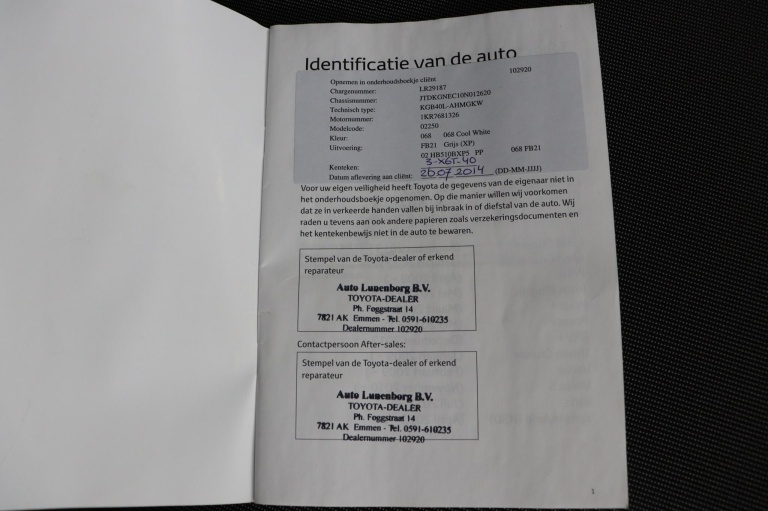 Identificatie van de auto
102920
Opnemen in onderhoudsboekje cliënt
Chargenummer: LR29187
Chassisnummer: JTDKGNEC10N012620
Technisch type: KGB40L-AHMGKW
Motornummer: 1KR7681326
Modelcode: 02250
Kleur: 068 068 Cool White
Uitvoering: FB21 Grijs (XP)
02 HB510BXP5 PP 068 FB21
Kenteken: 3-XGT-40
Datum aflevering aan cliënt: 26 07 2014 (DD-MM-JJJJ)
Voor uw eigen veiligheid heeft Toyota de gegevens van de eigenaar niet in
het onderhoudsboekje opgenomen. Op die manier willen wij voorkomen
dat ze in verkeerde handen vallen bij inbraak in of diefstal van de auto. Wij
raden u tevens aan ook andere papieren zoals verzekeringsdocumenten en
het kentekenbewijs niet in de auto te bewaren.
Stempel van de Toyota-dealer of erkend
reparateur
Auto Lunenborg B.V.
TOYOTA-DEALER
Ph. Foggstraat 14
7821 AK Emmen - Tel. 0591-610235
Dealernummer 102920
Contactpersoon After-sales:
Stempel van de Toyota-dealer of erkend
reparateur
Auto Lunenborg B.V.
TOYOTA-DEALER
Ph. Foggstraat 14
7821 AK Emmen - Tel. 0591-610235
Dealernummer 102920
1